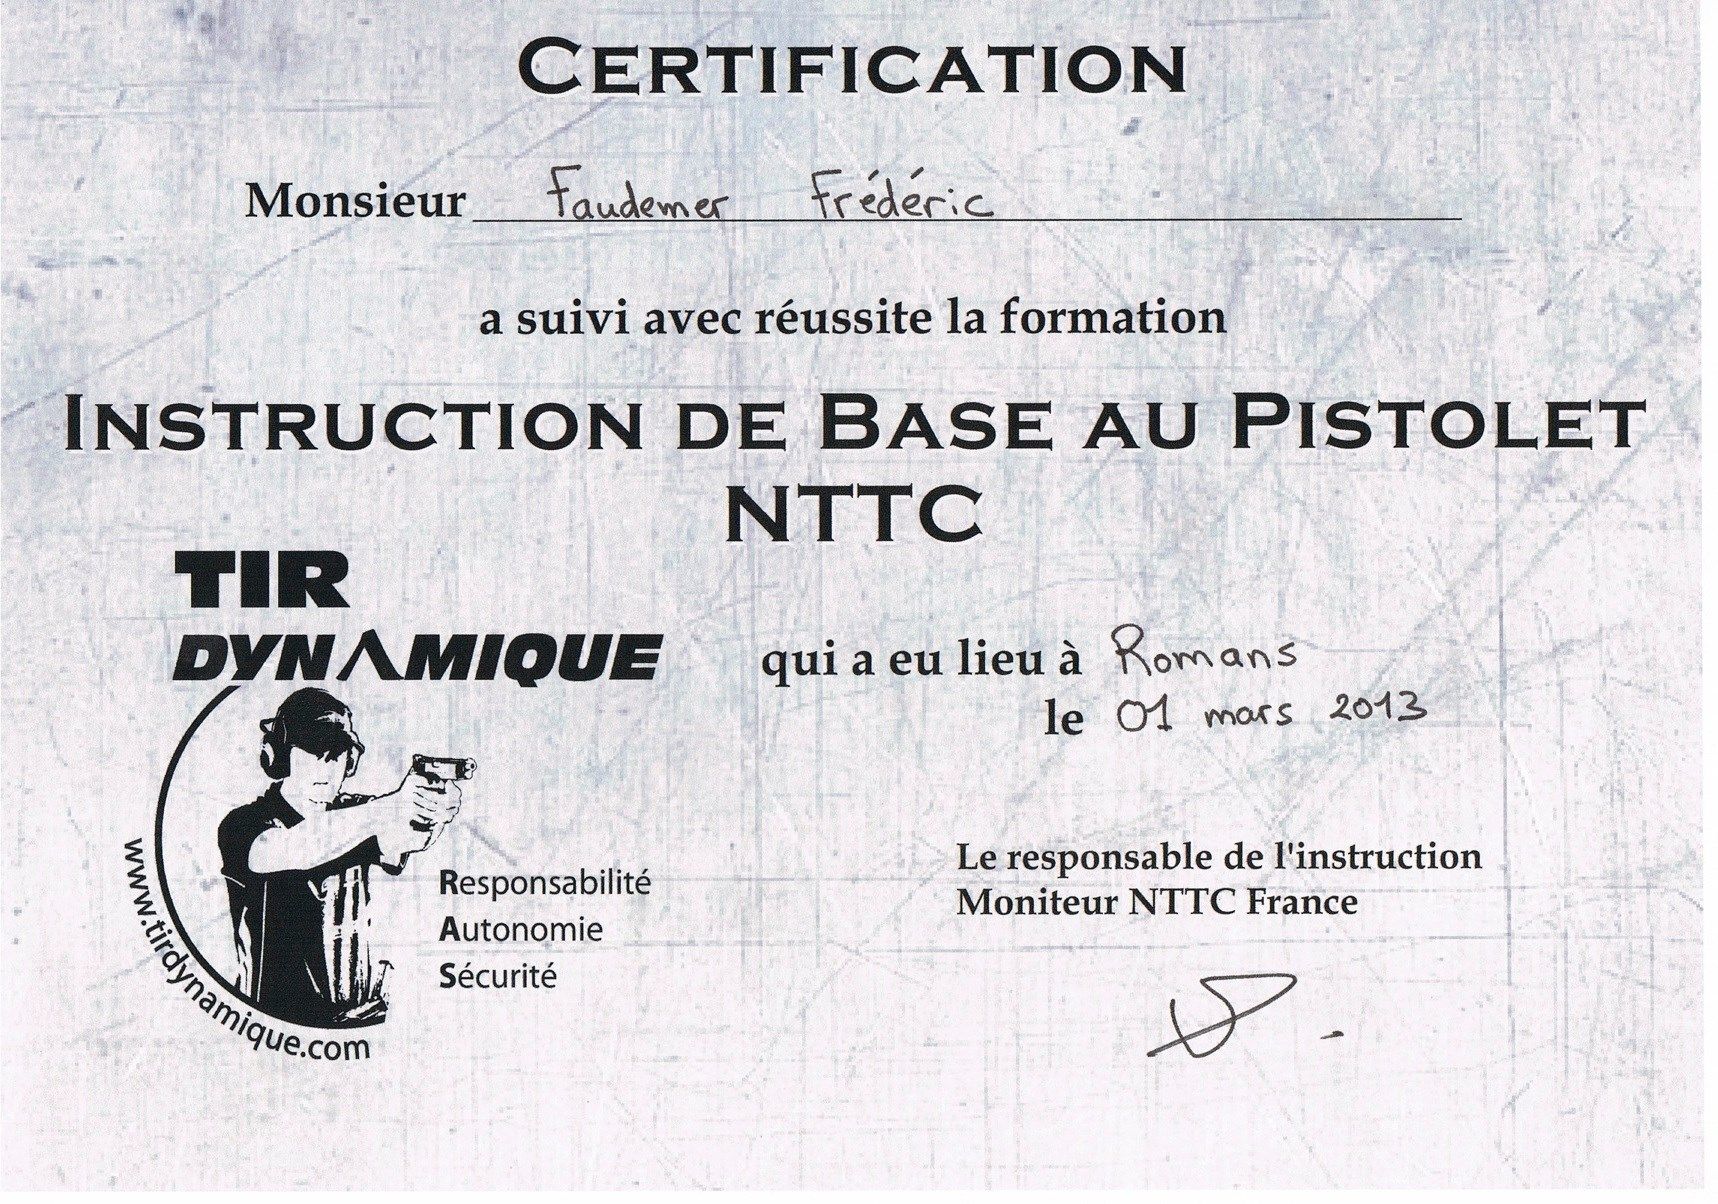 CERTIFICATION
Monsieur Faudemer Frédéric
a suivi avec réussite la formation
INSTRUCTION DE BASE AU PISTOLET
NTTC
TIR
DYNAMIQUE
qui a eu lieu à Romans
le 01 mars 2013
www.tirdynamique.com
Responsabilité
Autonomie
Sécurité
Le responsable de l'instruction
Moniteur NTTC France